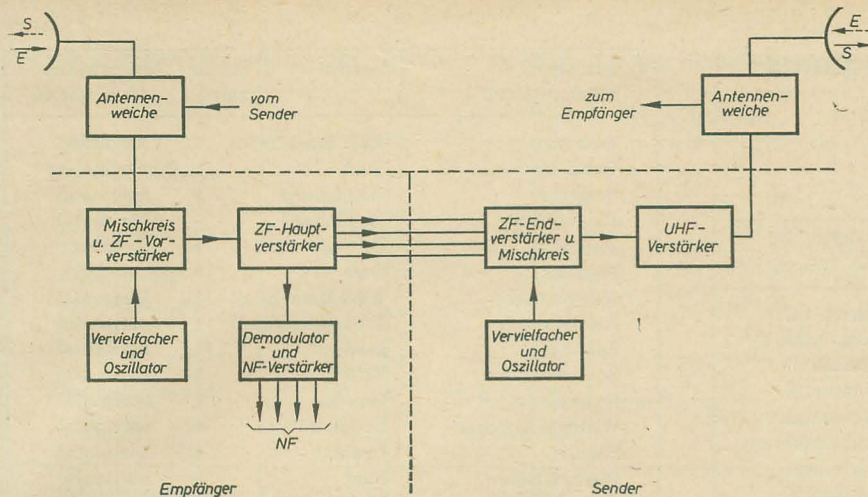 S
E
Antennen-
weiche
vom
Sender
zum
Empfänger
Antennen-
weiche
E
S
Mischkreis
u. ZF-Vor-
verstärker
ZF-Haupt-
verstärker
ZF-End-
verstärker u.
Mischkreis
UHF-
Verstärker
Vervielfacher
und
Oszillator
Demodulator
und
NF-Verstärker
Vervielfacher
und
Oszillator
NF
Empfänger
Sender